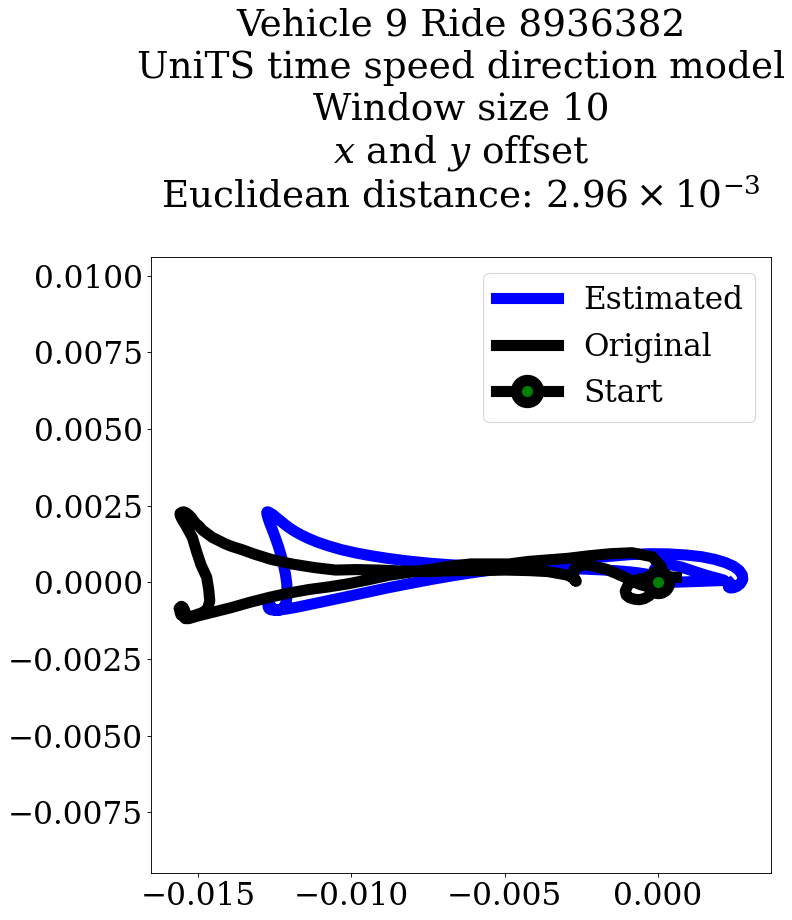 Vehicle 9 Ride 8936382
UniTS time speed direction model
Window size 10
x and y offset
Euclidean distance: 2.96 × 10⁻³
0.0100
0.0075
0.0050
0.0025
0.0000
−0.0025
−0.0050
−0.0075
Estimated
Original
Start
−0.015 −0.010 −0.005 0.000